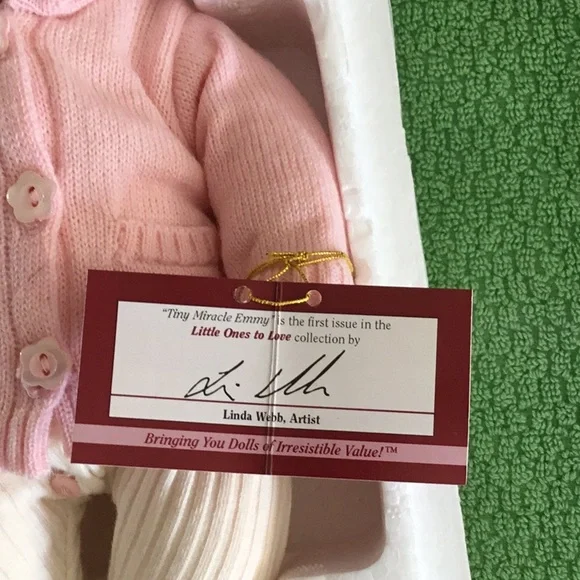 "Tiny Miracle Emmy" is the first issue in the
Little Ones to Love collection by
Linda Webb, Artist
Bringing You Dolls of Irresistible Value!™